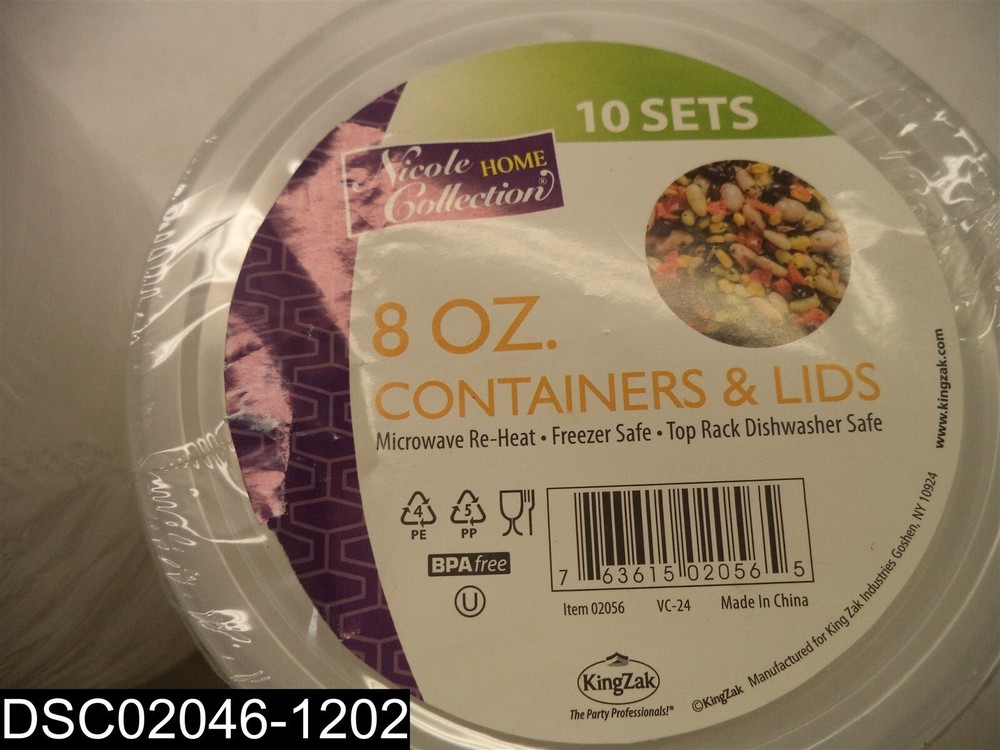 10 SETS
Nicole HOME
Collection®
8 OZ.
CONTAINERS & LIDS
Microwave Re-Heat • Freezer Safe • Top Rack Dishwasher Safe
www.kingzak.com
4
PE
5
PP
BPAfree
U
7 63615 02056 5
Item 02056 VC-24 Made In China
KingZak
The Party Professionals!®
©KingZak Manufactured for King Zak Industries Goshen, NY 10924
DSC02046-1202